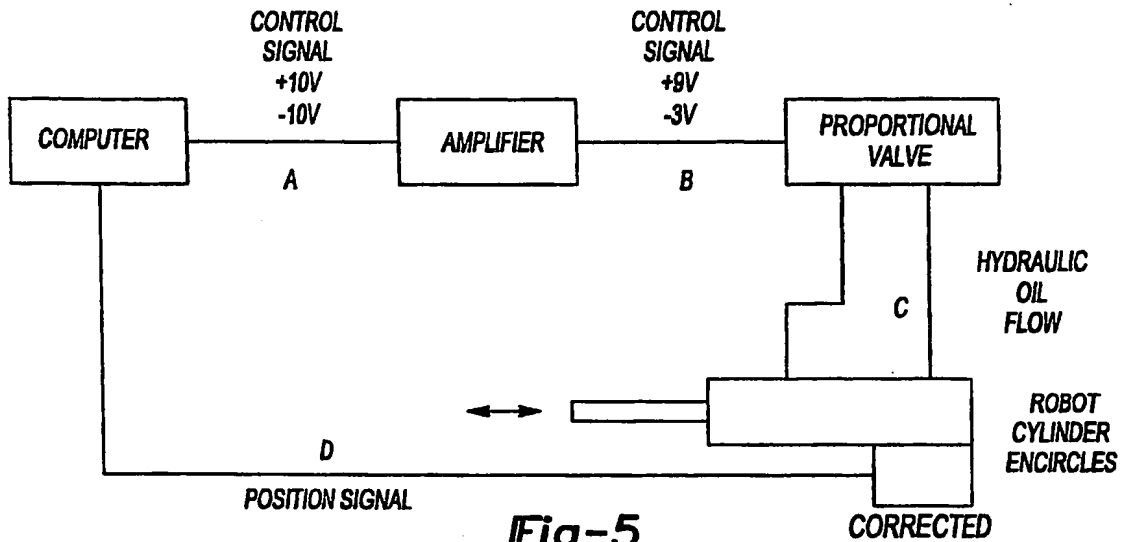 CONTROL
SIGNAL
+10V
-10V
CONTROL
SIGNAL
+9V
-3V
COMPUTER
AMPLIFIER
PROPORTIONAL
VALVE
A
B
HYDRAULIC
OIL
FLOW
C
ROBOT
CYLINDER
ENCIRCLES
D
POSITION SIGNAL
Fig-5
CORRECTED